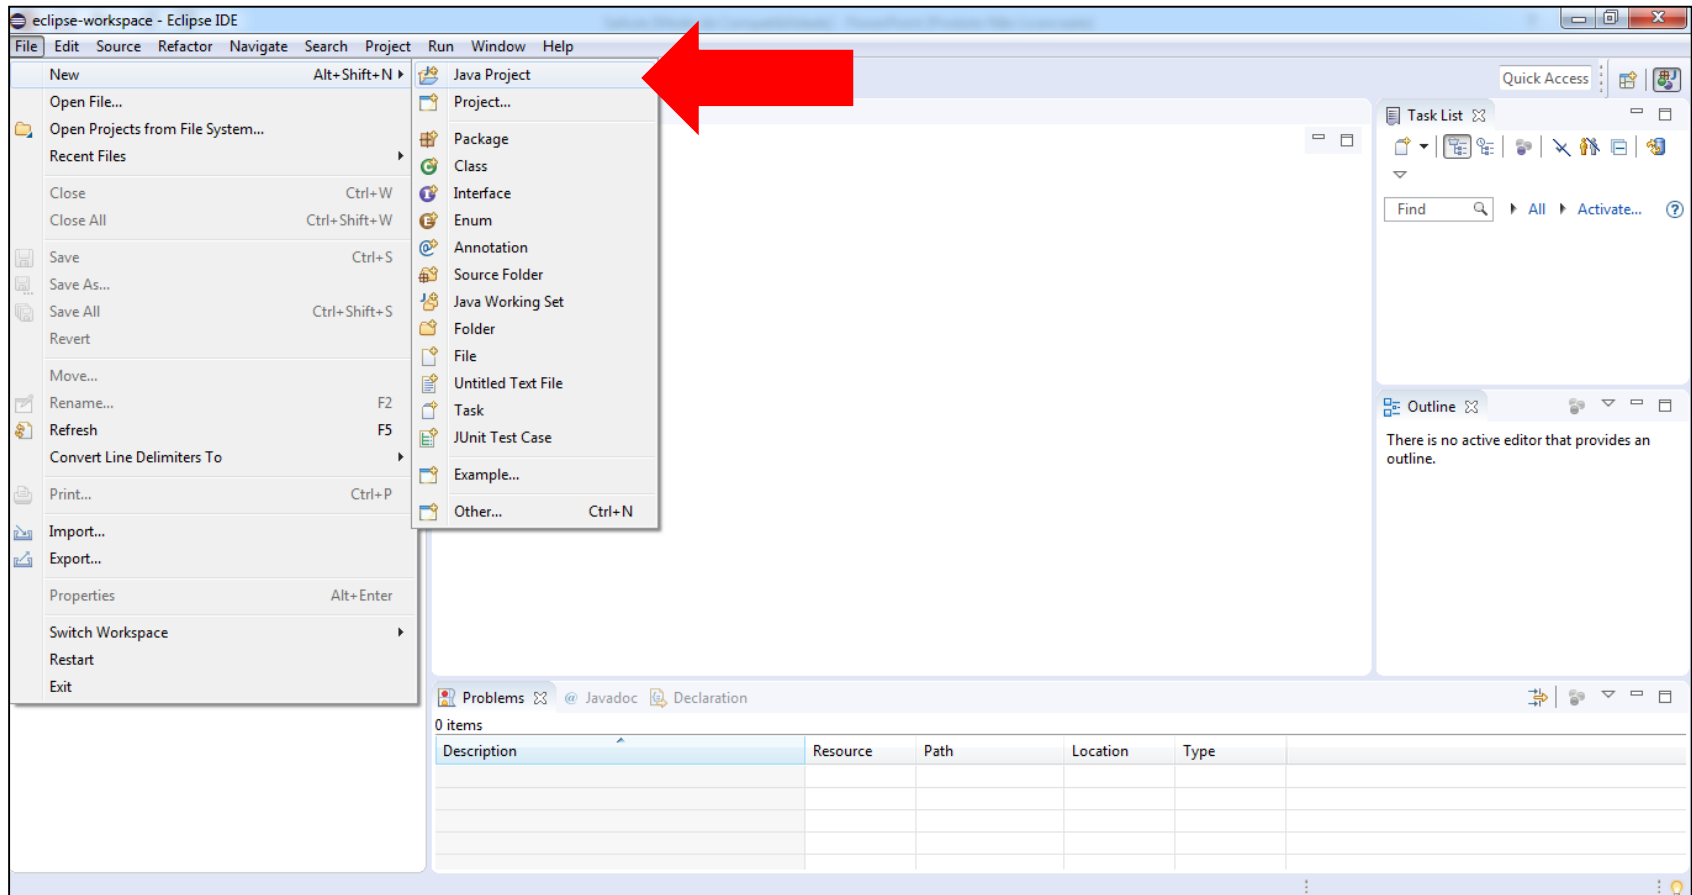 eclipse-workspace - Eclipse IDE
File Edit Source Refactor Navigate Search Project Run Window Help
New Alt+Shift+N
Open File...
Open Projects from File System...
Recent Files
Close Ctrl+W
Close All Ctrl+Shift+W
Save Ctrl+S
Save As...
Save All Ctrl+Shift+S
Revert
Move...
Rename... F2
Refresh F5
Convert Line Delimiters To
Print... Ctrl+P
Import...
Export...
Properties Alt+Enter
Switch Workspace
Restart
Exit
Java Project
Project...
Package
Class
Interface
Enum
Annotation
Source Folder
Java Working Set
Folder
File
Untitled Text File
Task
JUnit Test Case
Example...
Other... Ctrl+N
Quick Access
Task List
Find All Activate...
Outline
There is no active editor that provides an
outline.
Problems @ Javadoc Declaration
0 items
Description Resource Path Location Type